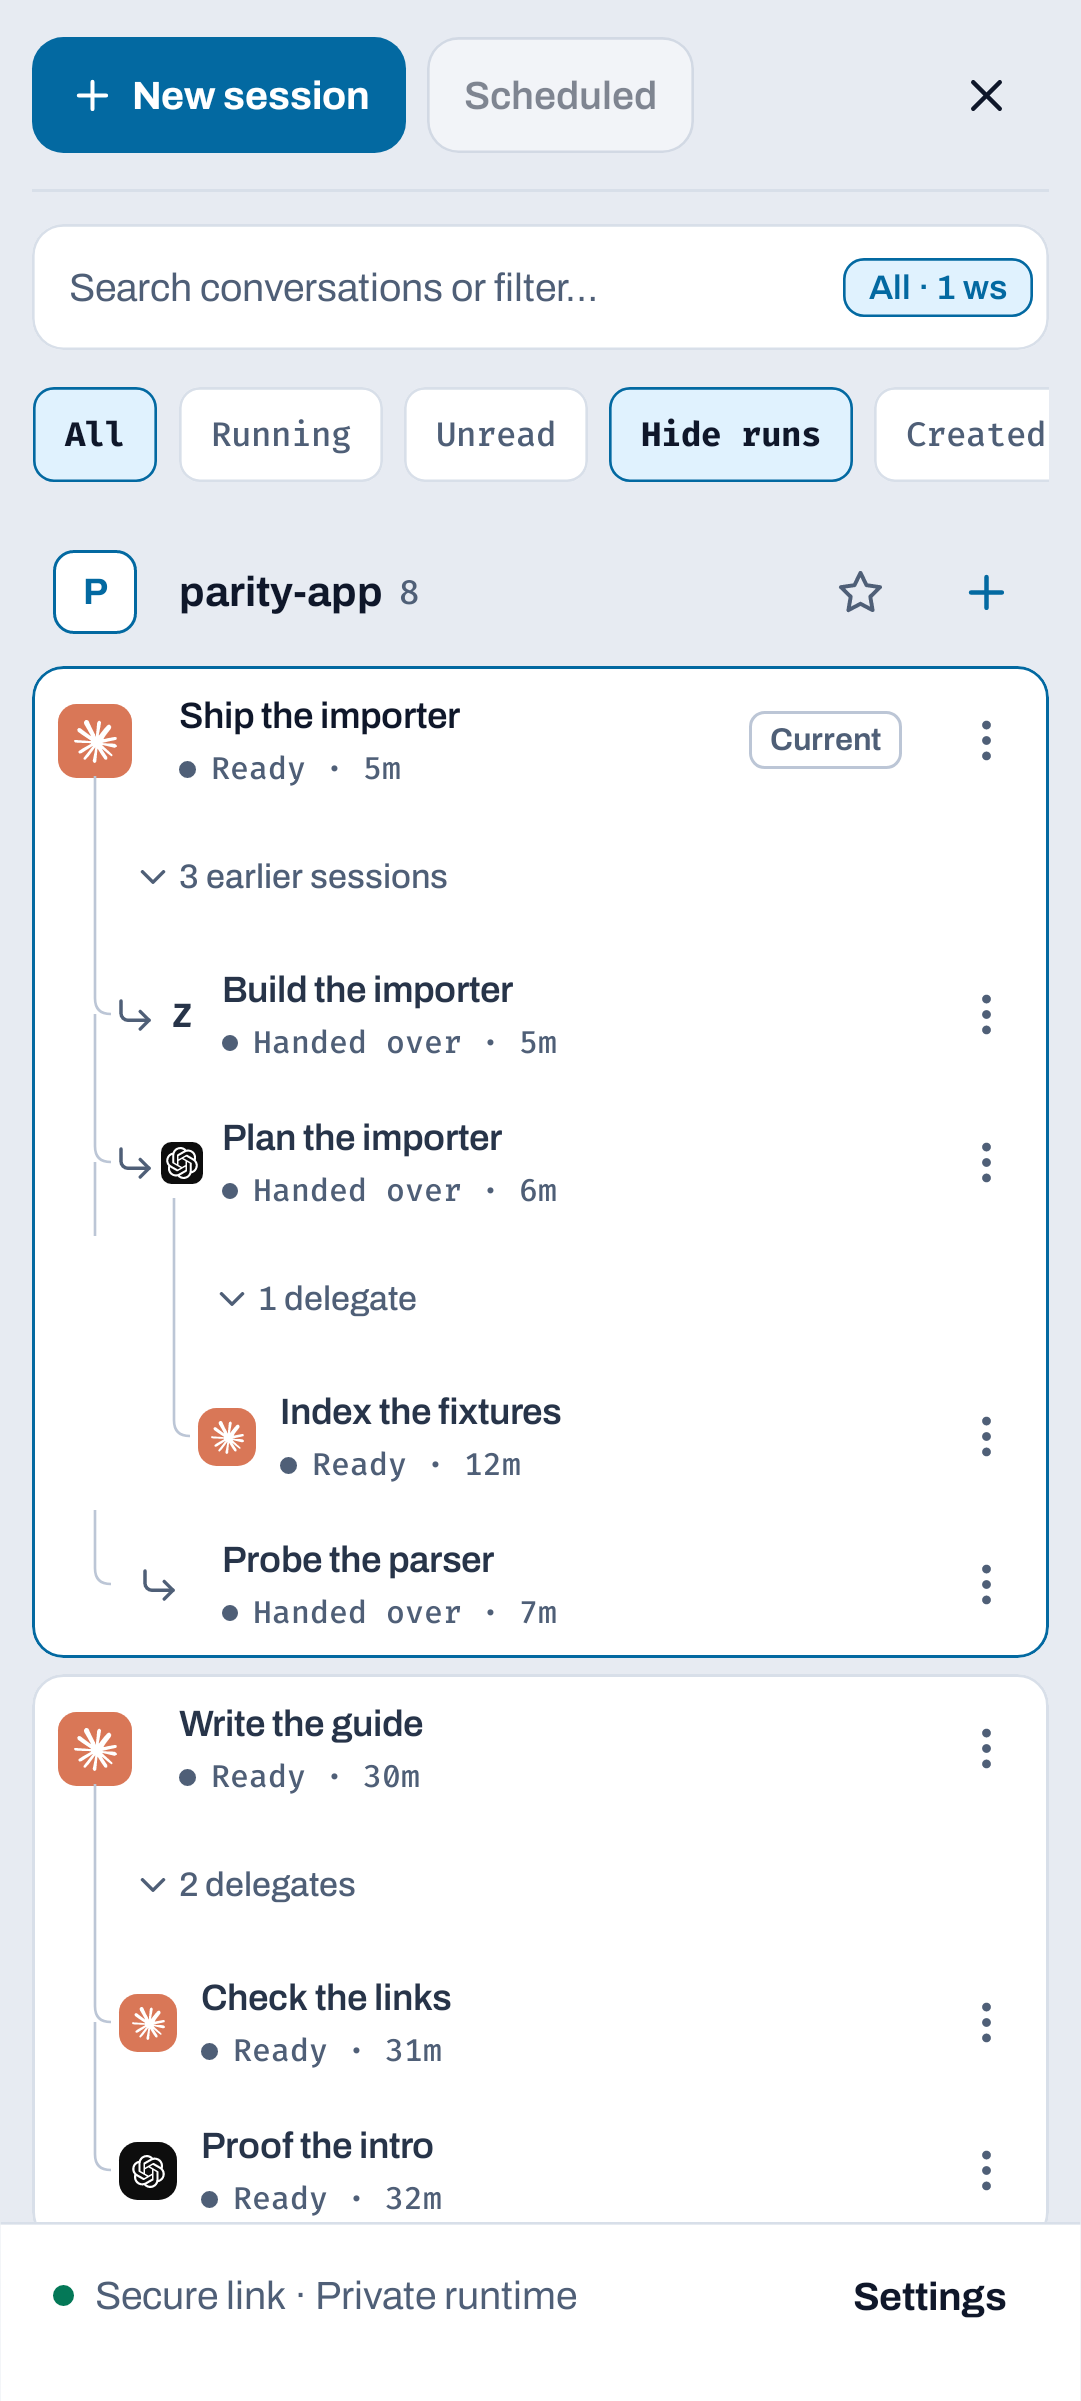 New session
Scheduled
Search conversations or filter...
All · 1 ws
All
Running
Unread
Hide runs
Created
P
parity-app 8
Ship the importer
Ready · 5m
Current
3 earlier sessions
Z
Build the importer
Handed over · 5m
Plan the importer
Handed over · 6m
1 delegate
Index the fixtures
Ready · 12m
Probe the parser
Handed over · 7m
Write the guide
Ready · 30m
2 delegates
Check the links
Ready · 31m
Proof the intro
Ready · 32m
Secure link · Private runtime
Settings